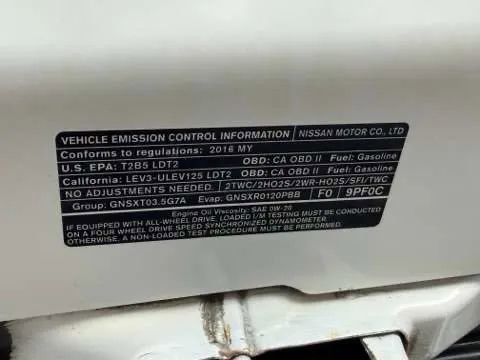 VEHICLE EMISSION CONTROL INFORMATION NISSAN MOTOR CO., LTD
Conforms to regulations: 2016 MY
U.S. EPA: T2B5 LDT2 OBD: CA OBD II Fuel: Gasoline
California: LEV3-ULEV125 LDT2 OBD: CA OBD II Fuel: Gasoline
NO ADJUSTMENTS NEEDED. 2TWC/2HO2S/2WR-HO2S/SFI/TWC
Group: GNSXT03.5G7A Evap: GNSXR0120PBB F0 9PF0C
Engine Oil Viscosity: SAE 0W-20
IF EQUIPPED WITH ALL-WHEEL DRIVE, LOADED I/M TESTING MUST BE CONDUCTED
ON A FOUR WHEEL DRIVE SPEED SYNCHRONIZED DYNAMOMETER.
OTHERWISE, A NON-LOADED TEST PROCEDURE MUST BE USED.